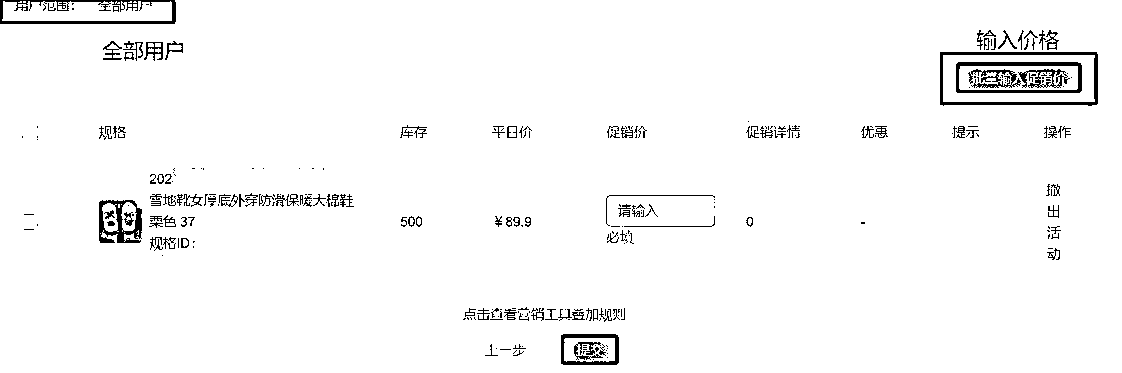 用户范围： 全部用户
全部用户
输入价格
批量输入促销价
规格 库存 平日价 促销价 促销详情 优惠 提示 操作
202
雪地靴女厚底外穿防滑保暖大棉鞋
栗色 37
规格ID：
500 ￥89.9 请输入 0 - 撤出活动
必填
点击查看营销工具叠加规则
上一步 提交